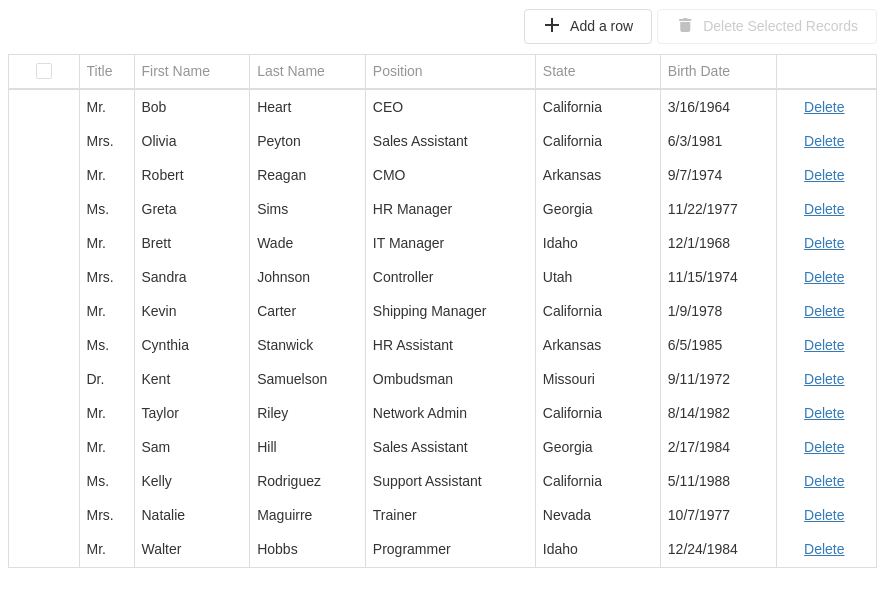 Add a row Delete Selected Records
Title First Name Last Name Position State Birth Date
Mr. Bob Heart CEO California 3/16/1964 Delete
Mrs. Olivia Peyton Sales Assistant California 6/3/1981 Delete
Mr. Robert Reagan CMO Arkansas 9/7/1974 Delete
Ms. Greta Sims HR Manager Georgia 11/22/1977 Delete
Mr. Brett Wade IT Manager Idaho 12/1/1968 Delete
Mrs. Sandra Johnson Controller Utah 11/15/1974 Delete
Mr. Kevin Carter Shipping Manager California 1/9/1978 Delete
Ms. Cynthia Stanwick HR Assistant Arkansas 6/5/1985 Delete
Dr. Kent Samuelson Ombudsman Missouri 9/11/1972 Delete
Mr. Taylor Riley Network Admin California 8/14/1982 Delete
Mr. Sam Hill Sales Assistant Georgia 2/17/1984 Delete
Ms. Kelly Rodriguez Support Assistant California 5/11/1988 Delete
Mrs. Natalie Maguirre Trainer Nevada 10/7/1977 Delete
Mr. Walter Hobbs Programmer Idaho 12/24/1984 Delete